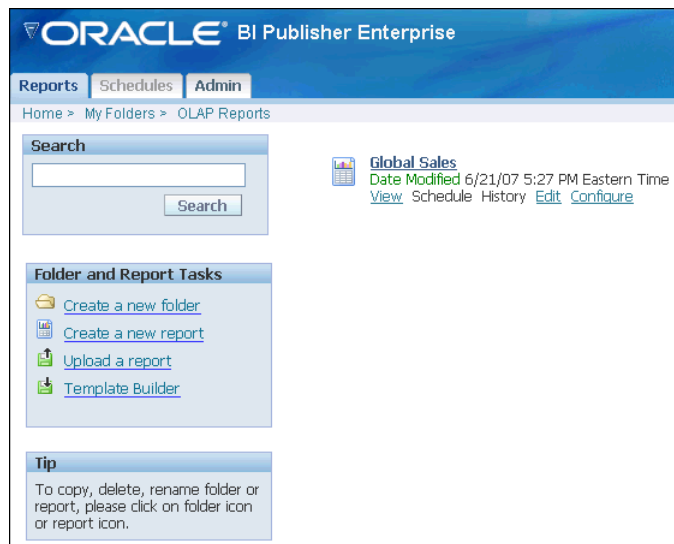 ORACLE® BI Publisher Enterprise
Reports Schedules Admin
Home > My Folders > OLAP Reports
Search
Search
Global Sales
Date Modified 6/21/07 5:27 PM Eastern Time
View Schedule History Edit Configure
Folder and Report Tasks
Create a new folder
Create a new report
Upload a report
Template Builder
Tip
To copy, delete, rename folder or
report, please click on folder icon
or report icon.